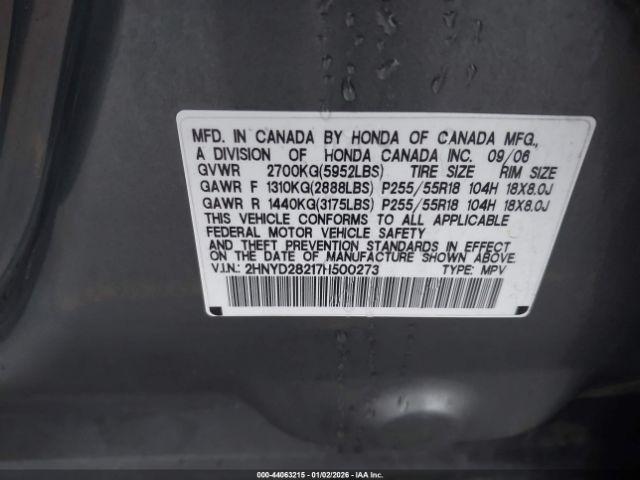 MFD. IN CANADA BY HONDA OF CANADA MFG.,
A DIVISION OF HONDA CANADA INC. 09/06
GVWR 2700KG(5952LBS) TIRE SIZE RIM SIZE
GAWR F 1310KG(2888LBS) P255/55R18 104H 18X8.0J
GAWR R 1440KG(3175LBS) P255/55R18 104H 18X8.0J
THIS VEHICLE CONFORMS TO ALL APPLICABLE
FEDERAL MOTOR VEHICLE SAFETY
AND THEFT PREVENTION STANDARDS IN EFFECT
ON THE DATE OF MANUFACTURE SHOWN ABOVE.
V.I.N.: 2HNYD28217H500273 TYPE: MPV
000-44063215 - 01/02/2026 - IAASF